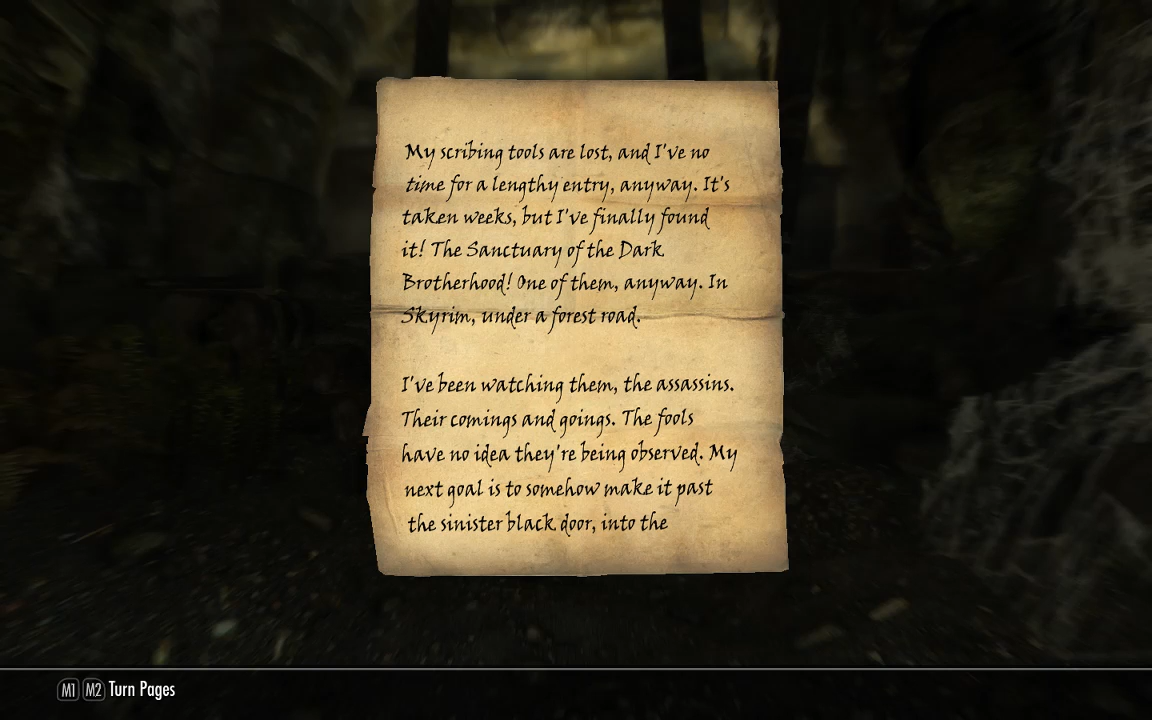 My scribing tools are lost, and I've no
time for a lengthy entry, anyway. It's
taken weeks, but I've finally found
it! The Sanctuary of the Dark
Brotherhood! One of them, anyway. In
Skyrim, under a forest road.
I've been watching them, the assassins.
Their comings and goings. The fools
have no idea they're being observed. My
next goal is to somehow make it past
the sinister black door, into the
M1 M2 Turn Pages